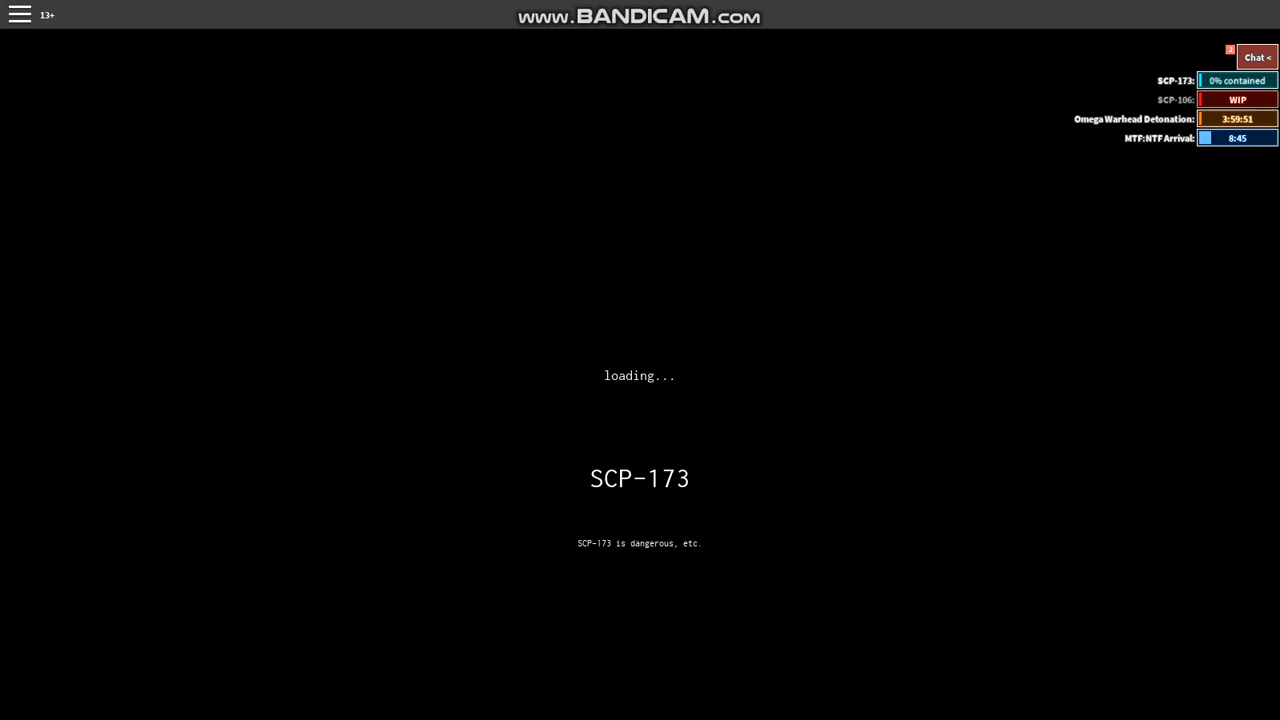 13+
www.BANDICAM.com
2
Chat <
SCP-173: 0% contained
SCP-106: WIP
Omega Warhead Detonation: 3:59:51
MTF:NTF Arrival: 8:45
loading...
SCP-173
SCP-173 is dangerous, etc.